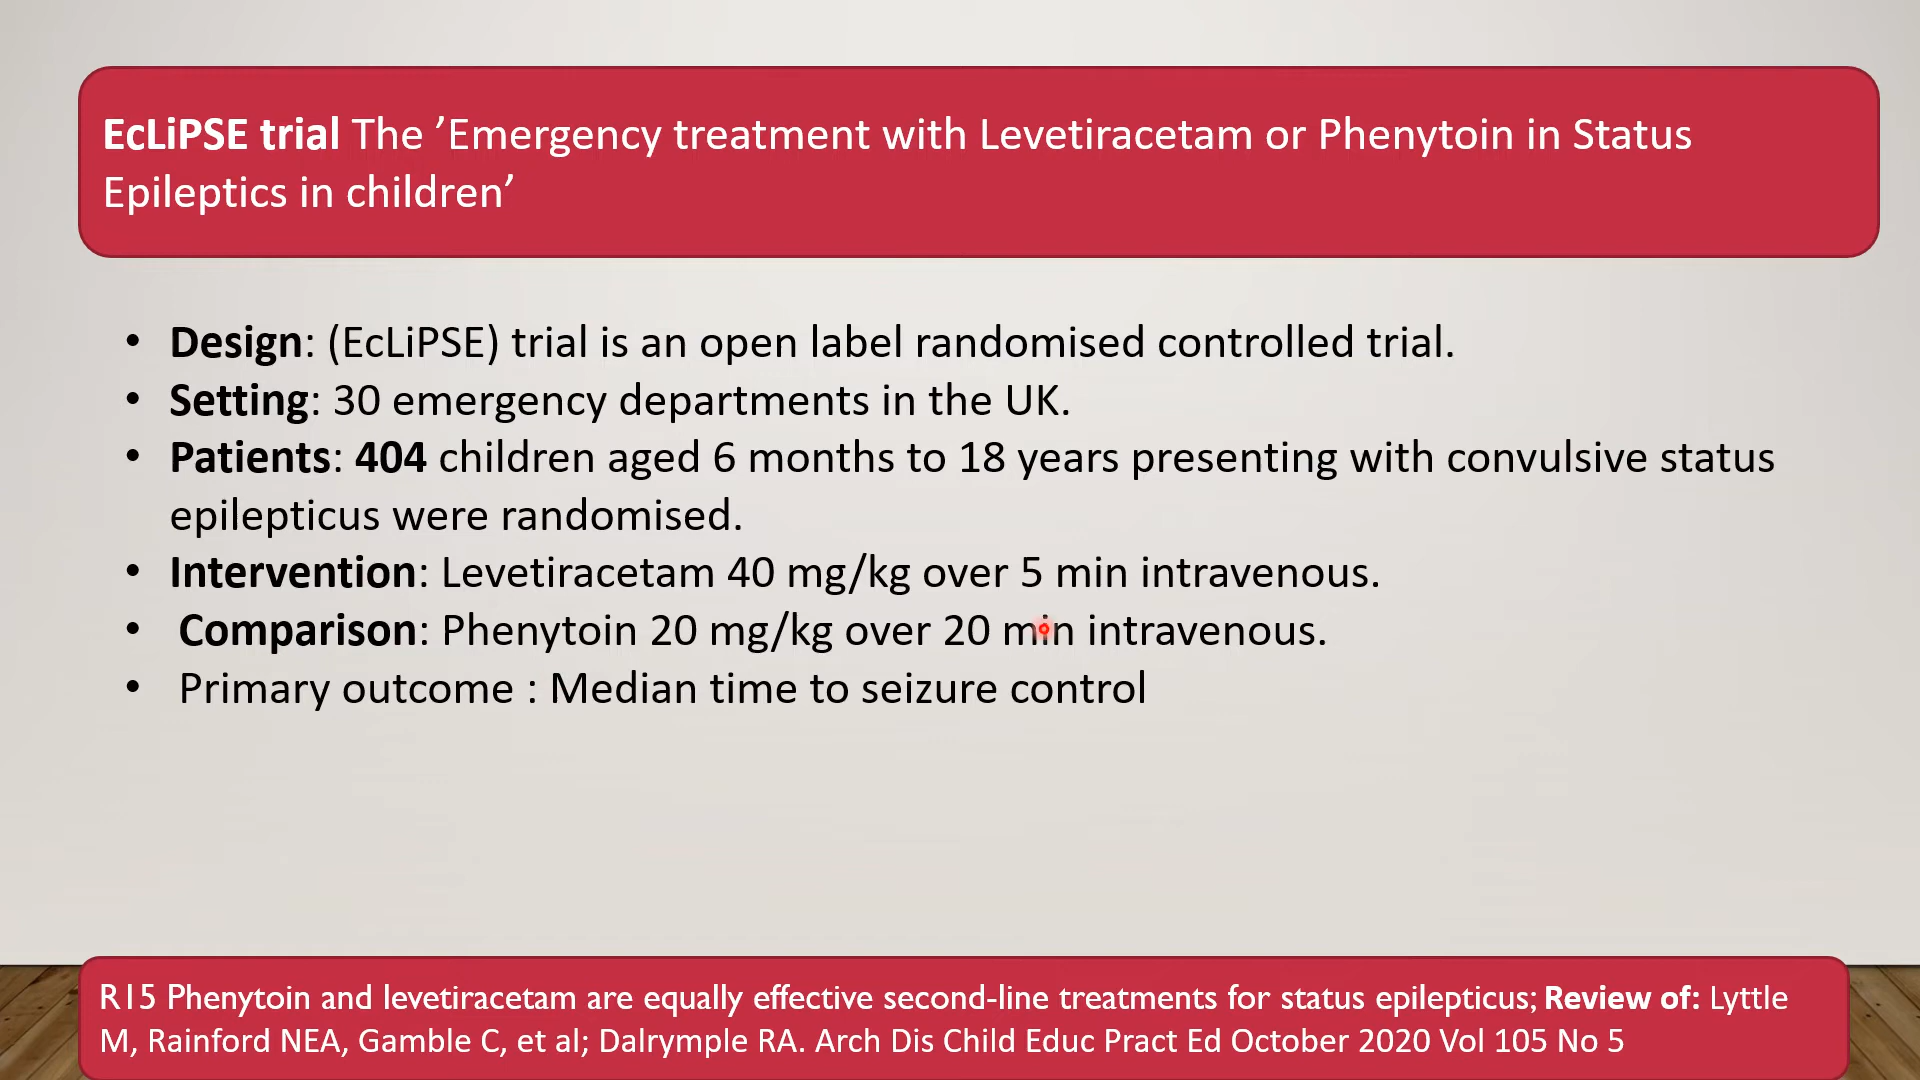 EcLiPSE trial The ’Emergency treatment with Levetiracetam or Phenytoin in Status
Epileptics in children’
• Design: (EcLiPSE) trial is an open label randomised controlled trial.
• Setting: 30 emergency departments in the UK.
• Patients: 404 children aged 6 months to 18 years presenting with convulsive status
epilepticus were randomised.
• Intervention: Levetiracetam 40 mg/kg over 5 min intravenous.
• Comparison: Phenytoin 20 mg/kg over 20 min intravenous.
• Primary outcome : Median time to seizure control
R15 Phenytoin and levetiracetam are equally effective second-line treatments for status epilepticus; Review of: Lyttle
M, Rainford NEA, Gamble C, et al; Dalrymple RA. Arch Dis Child Educ Pract Ed October 2020 Vol 105 No 5